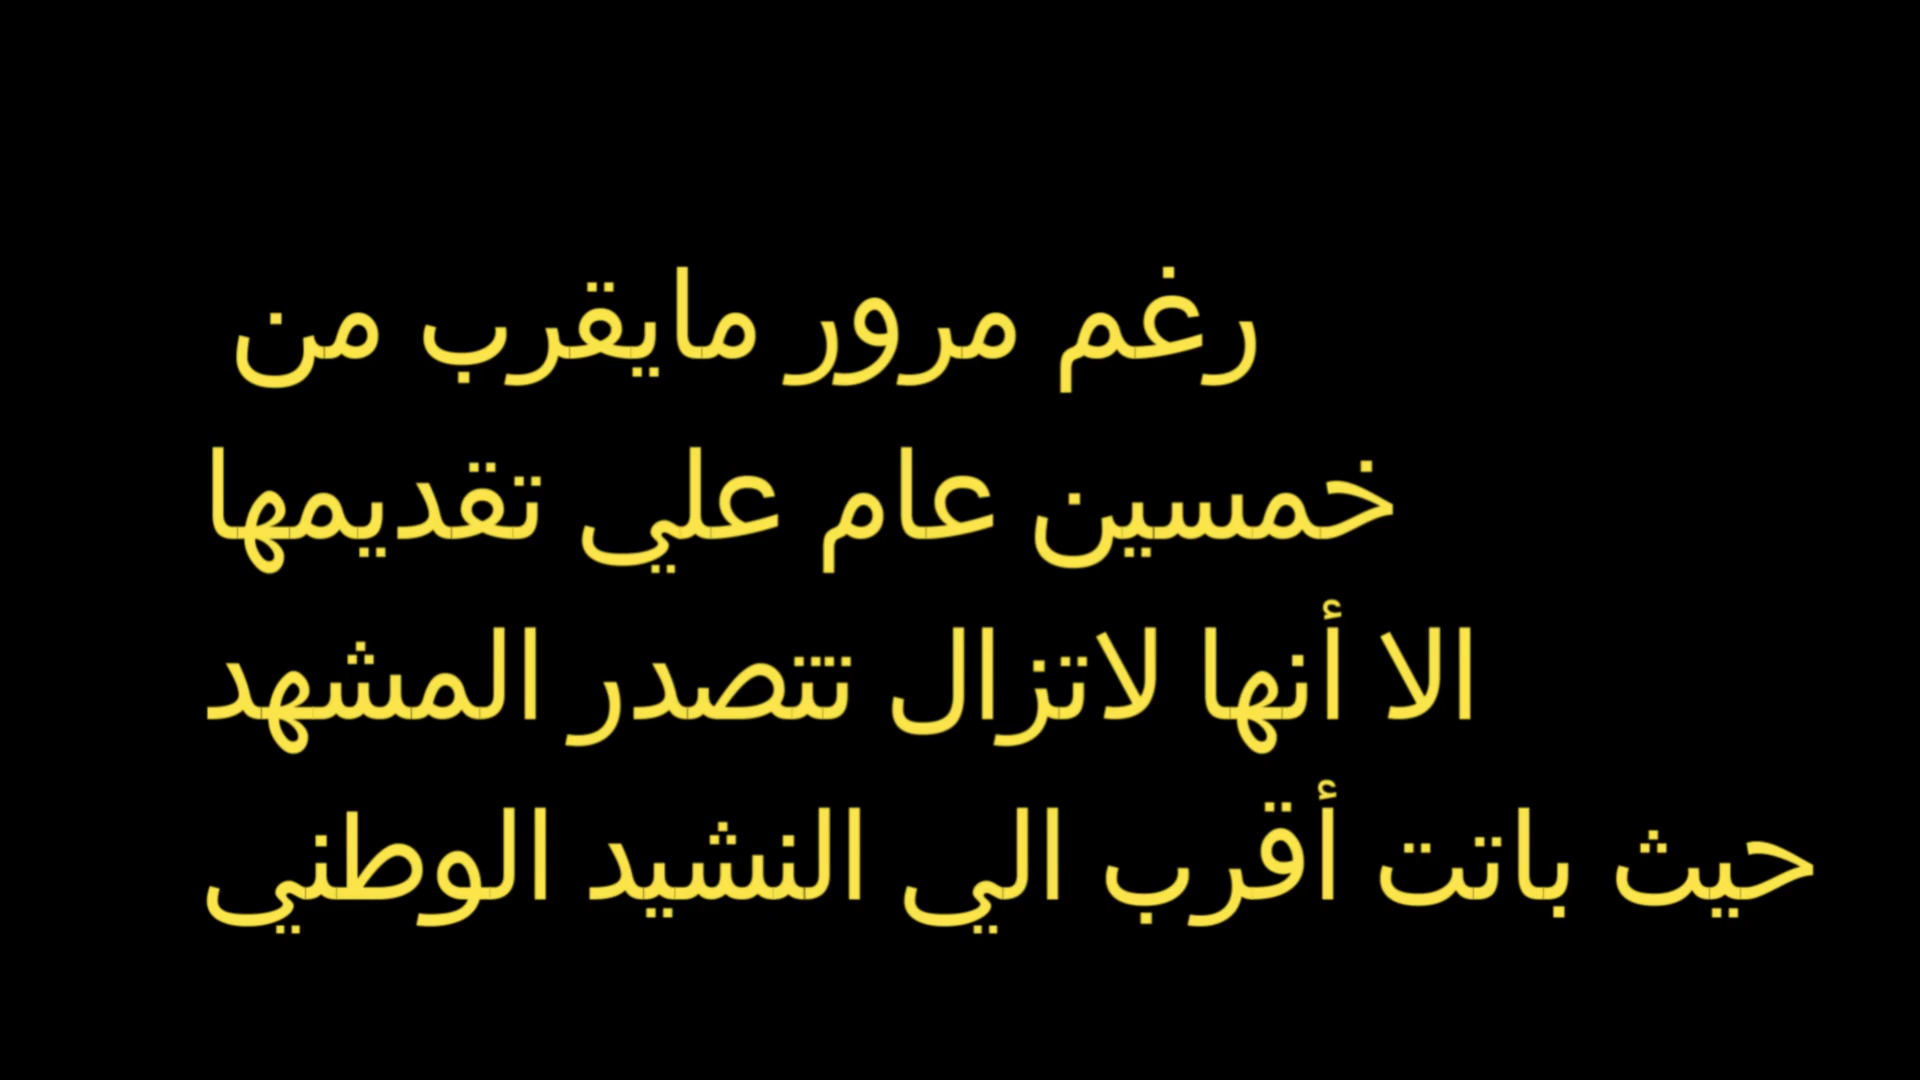 رغم مرور مايقرب من
خمسين عام علي تقديمها
الا أنها لاتزال تتصدر المشهد
حيث باتت أقرب الي النشيد الوطني